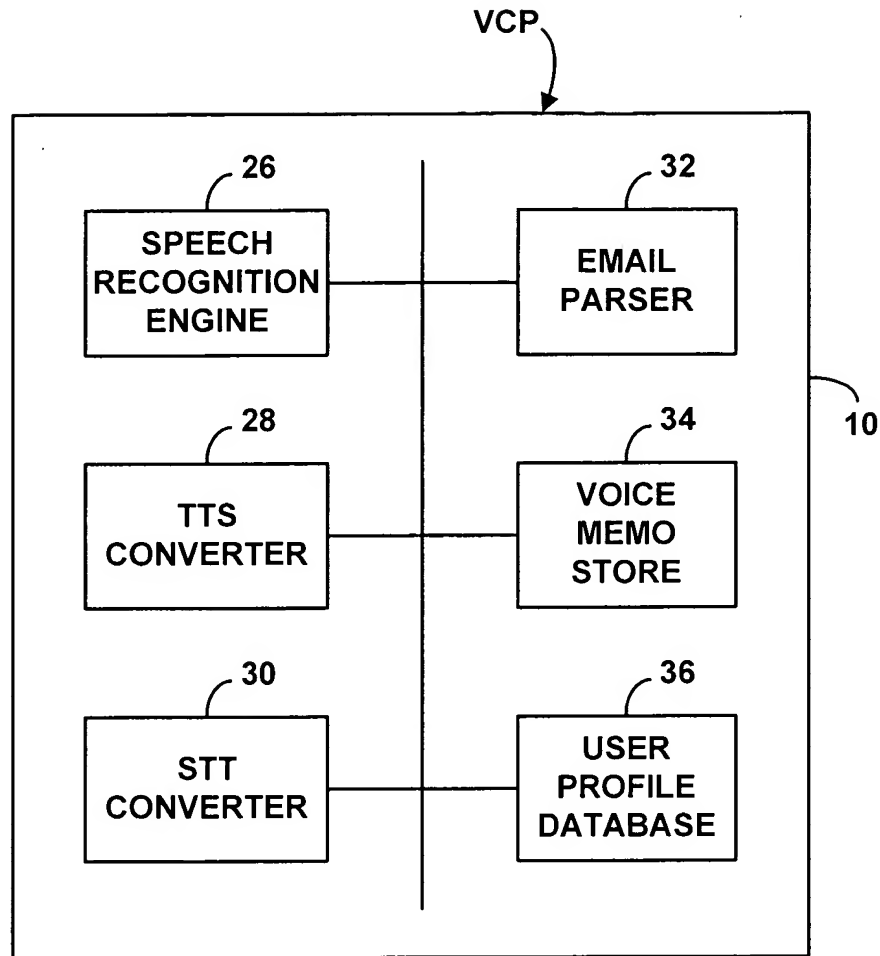 VCP
26
SPEECH
RECOGNITION
ENGINE
32
EMAIL
PARSER
10
28
TTS
CONVERTER
34
VOICE
MEMO
STORE
30
STT
CONVERTER
36
USER
PROFILE
DATABASE